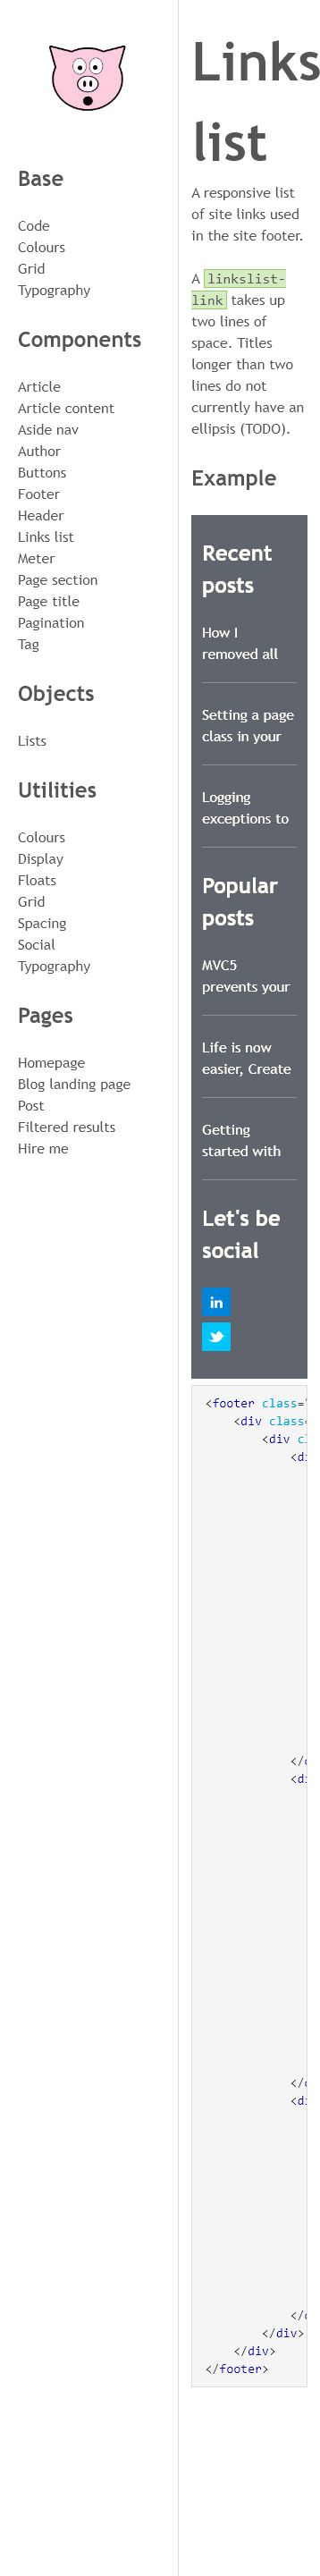 Base
Code
Colours
Grid
Typography
Components
Article
Article content
Aside nav
Author
Buttons
Footer
Header
Links list
Meter
Page section
Page title
Pagination
Tag
Objects
Lists
Utilities
Colours
Display
Floats
Grid
Spacing
Social
Typography
Pages
Homepage
Blog landing page
Post
Filtered results
Hire me
Links
list
A responsive list
of site links used
in the site footer.
A linkslist-
link takes up
two lines of
space. Titles
longer than two
lines do not
currently have an
ellipsis (TODO).
Example
Recent
posts
How I
removed all
Setting a page
class in your
Logging
exceptions to
Popular
posts
MVC5
prevents your
Life is now
easier, Create
Getting
started with
Let's be
social
in
<footer class=
<div class=
<div
<di
</
<di
</
<di
</
</div>
</div>
</footer>